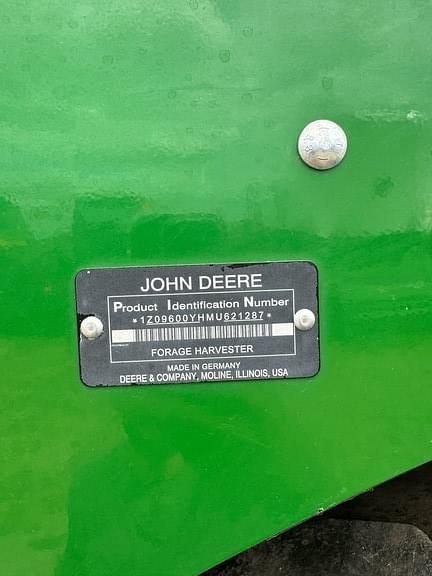 JOHN DEERE
Product Identification Number
*1Z09600YHMU621287*
FORAGE HARVESTER
MADE IN GERMANY
DEERE & COMPANY, MOLINE, ILLINOIS, USA